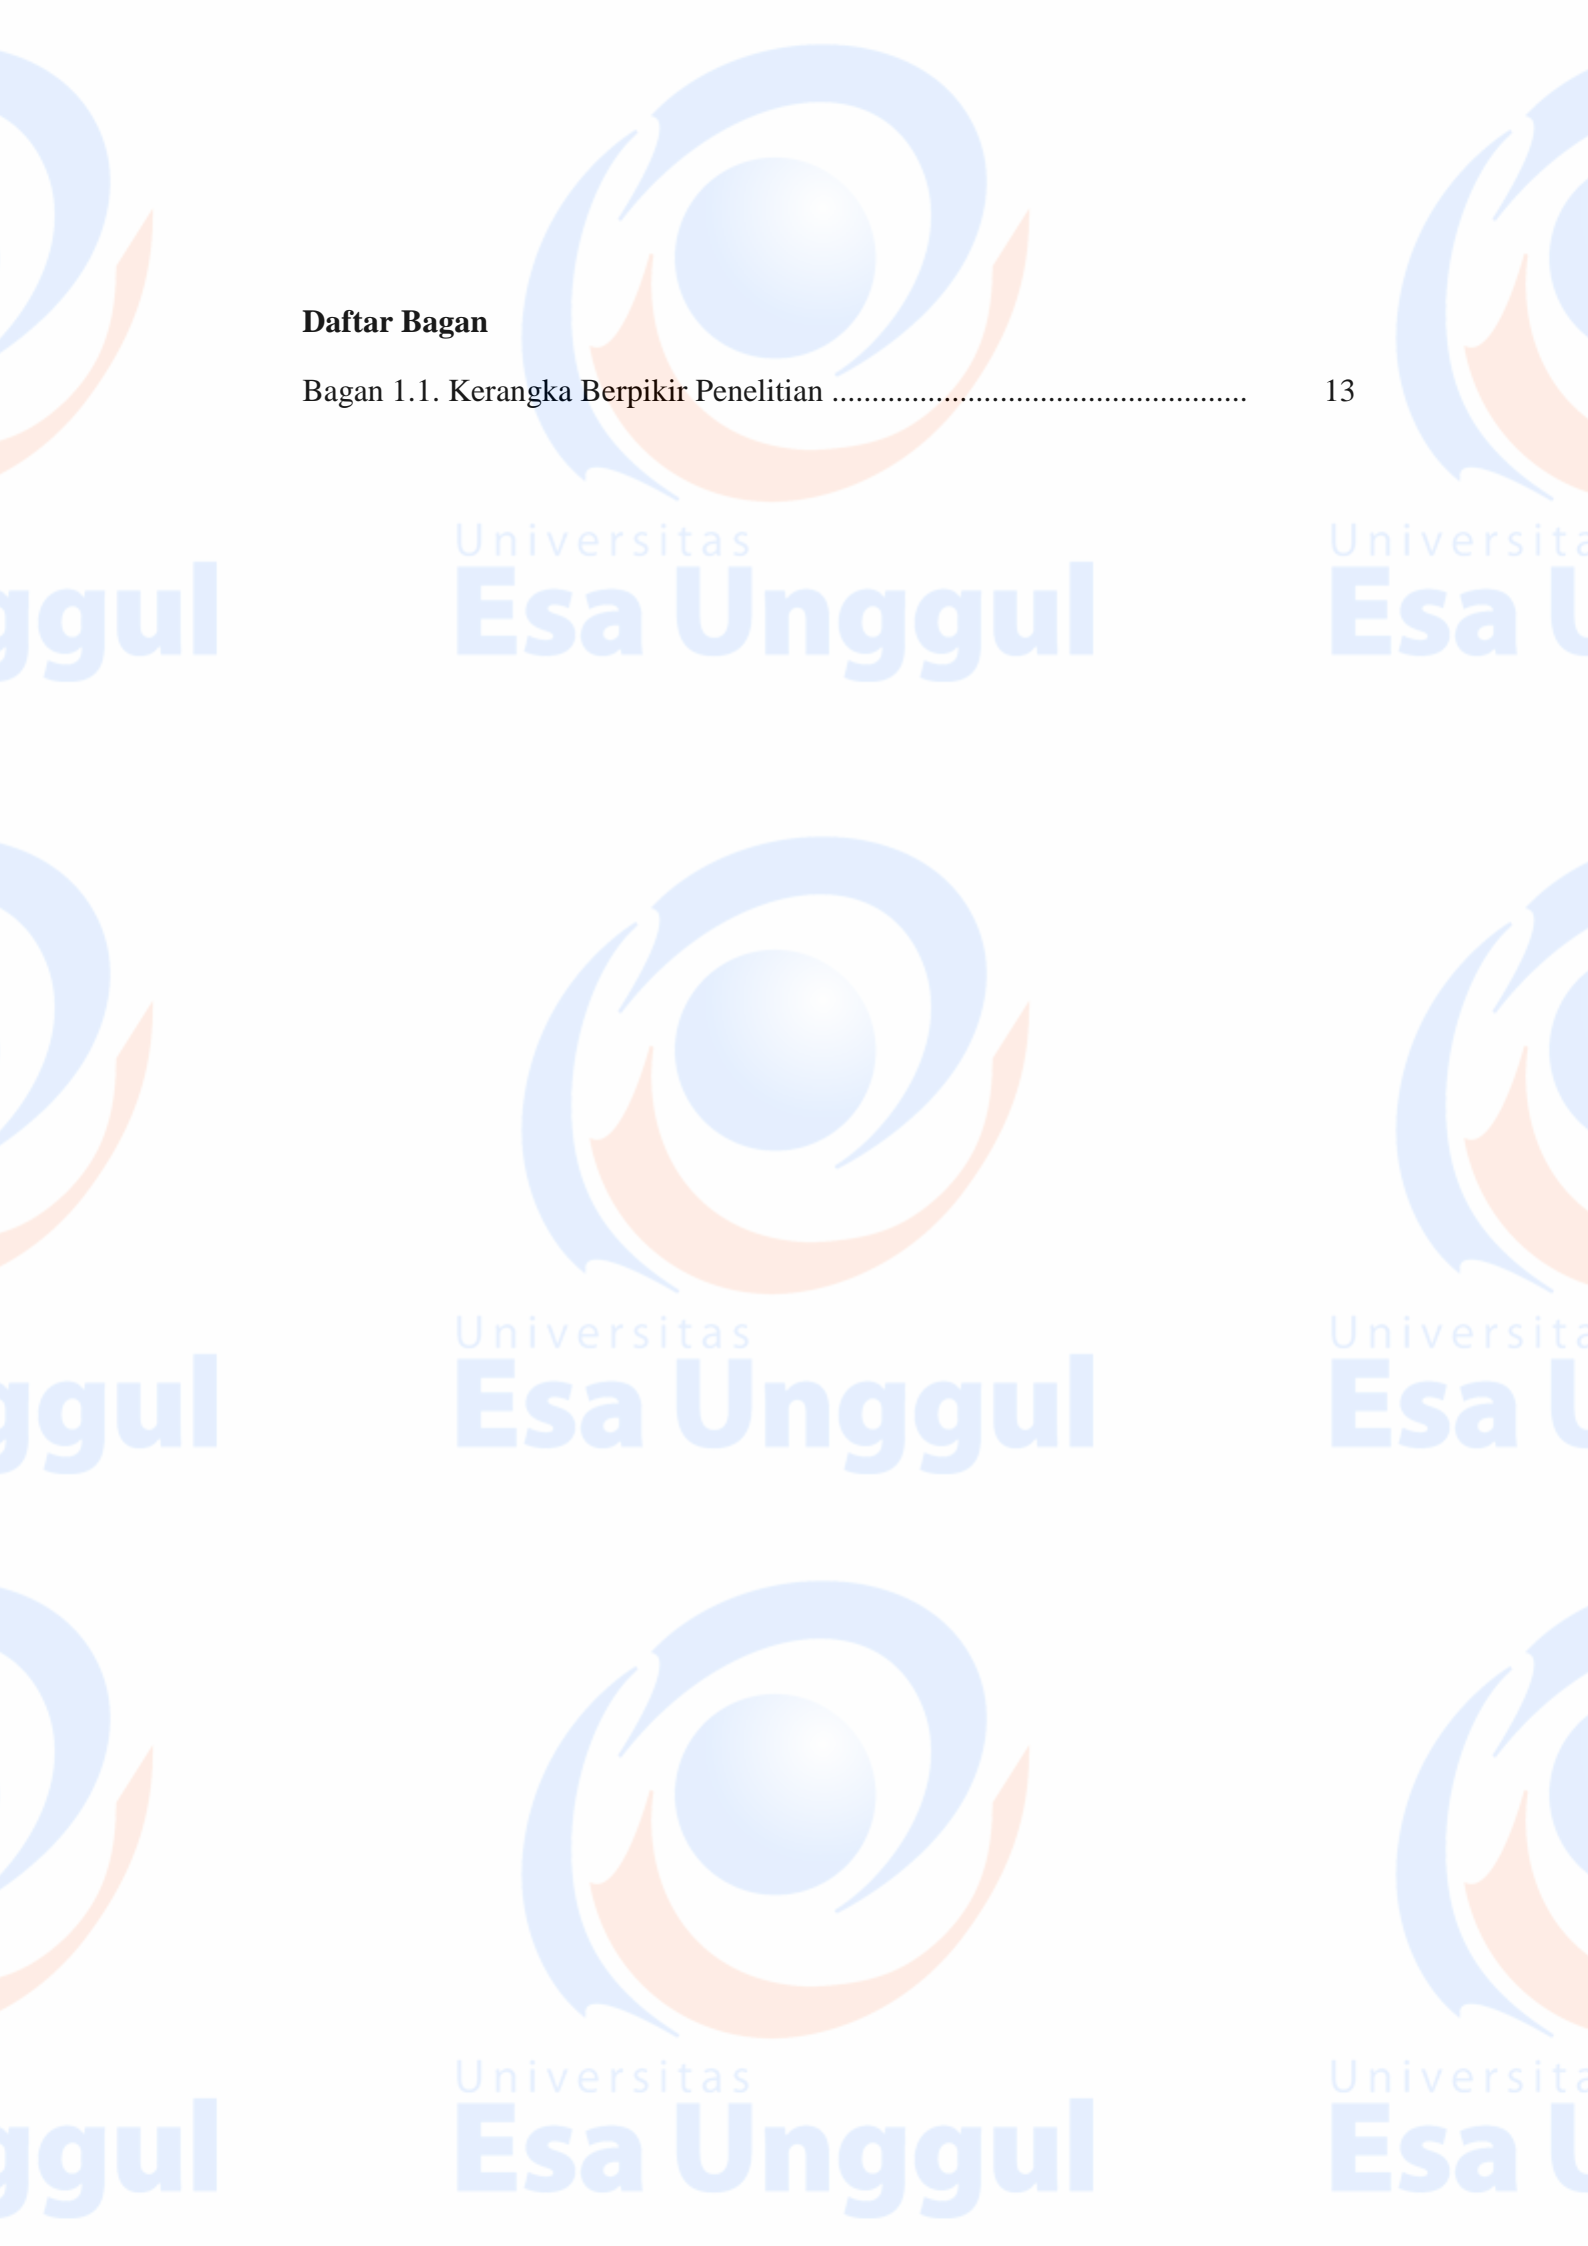 Daftar Bagan
Bagan 1.1. Kerangka Berpikir Penelitian .................................................... 13
Universitas
Esa Unggul
Universitas
Esa Unggul
Universitas
Esa Unggul